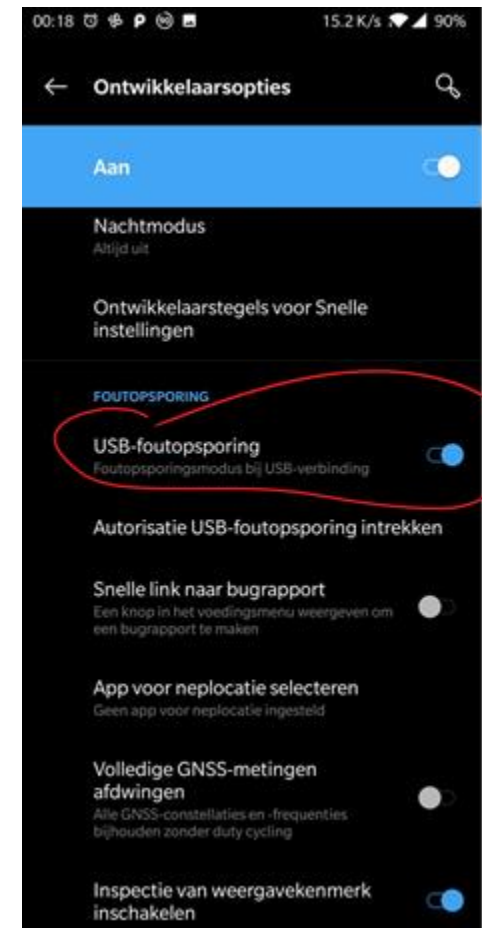 00:18 15.2 K/s 90%
Ontwikkelaarsopties
Aan
Nachtmodus
Altijd uit
Ontwikkelaarstegels voor Snelle
instellingen
FOUTOPSPORING
USB-foutopsporing
Foutopsporingsmodus bij USB-verbinding
Autorisatie USB-foutopsporing intrekken
Snelle link naar bugrapport
Een knop in het voedingsmenu weergeven om
een bugrapport te maken
App voor neplocatie selecteren
Geen app voor neplocatie ingesteld
Volledige GNSS-metingen
afdwingen
Alle GNSS-constellaties en -frequenties
bijhouden zonder duty cycling
Inspectie van weergavekenmerk
inschakelen